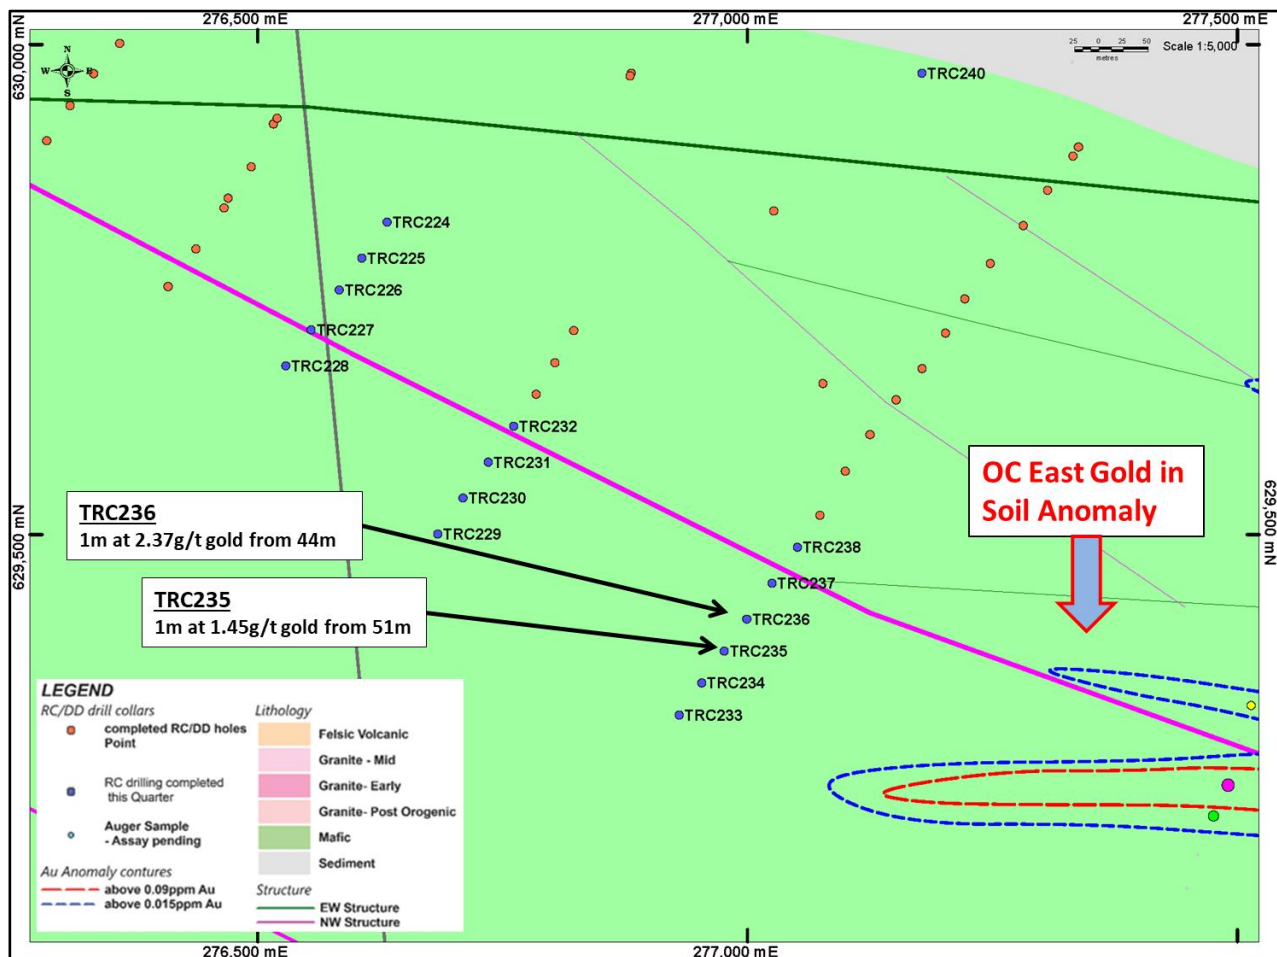 276,500 mE
277,000 mE
277,500 mE
630,000 mN
N
W E
S
25 0 25 50
metres
Scale 1:5,000
TRC240
TRC224
TRC225
TRC226
TRC227
TRC228
TRC232
TRC231
TRC230
TRC229
TRC238
TRC237
TRC236
TRC235
TRC234
TRC233
OC East Gold in
Soil Anomaly
629,500 mN
629,500 mN
TRC236
1m at 2.37g/t gold from 44m
TRC235
1m at 1.45g/t gold from 51m
LEGEND
RC/DD drill collars
completed RC/DD holes
Point
RC drilling completed
this Quarter
Auger Sample
- Assay pending
Au Anomaly contures
above 0.09ppm Au
above 0.015ppm Au
Lithology
Felsic Volcanic
Granite - Mid
Granite- Early
Granite- Post Orogenic
Mafic
Sediment
Structure
EW Structure
NW Structure
276,500 mE
277,000 mE